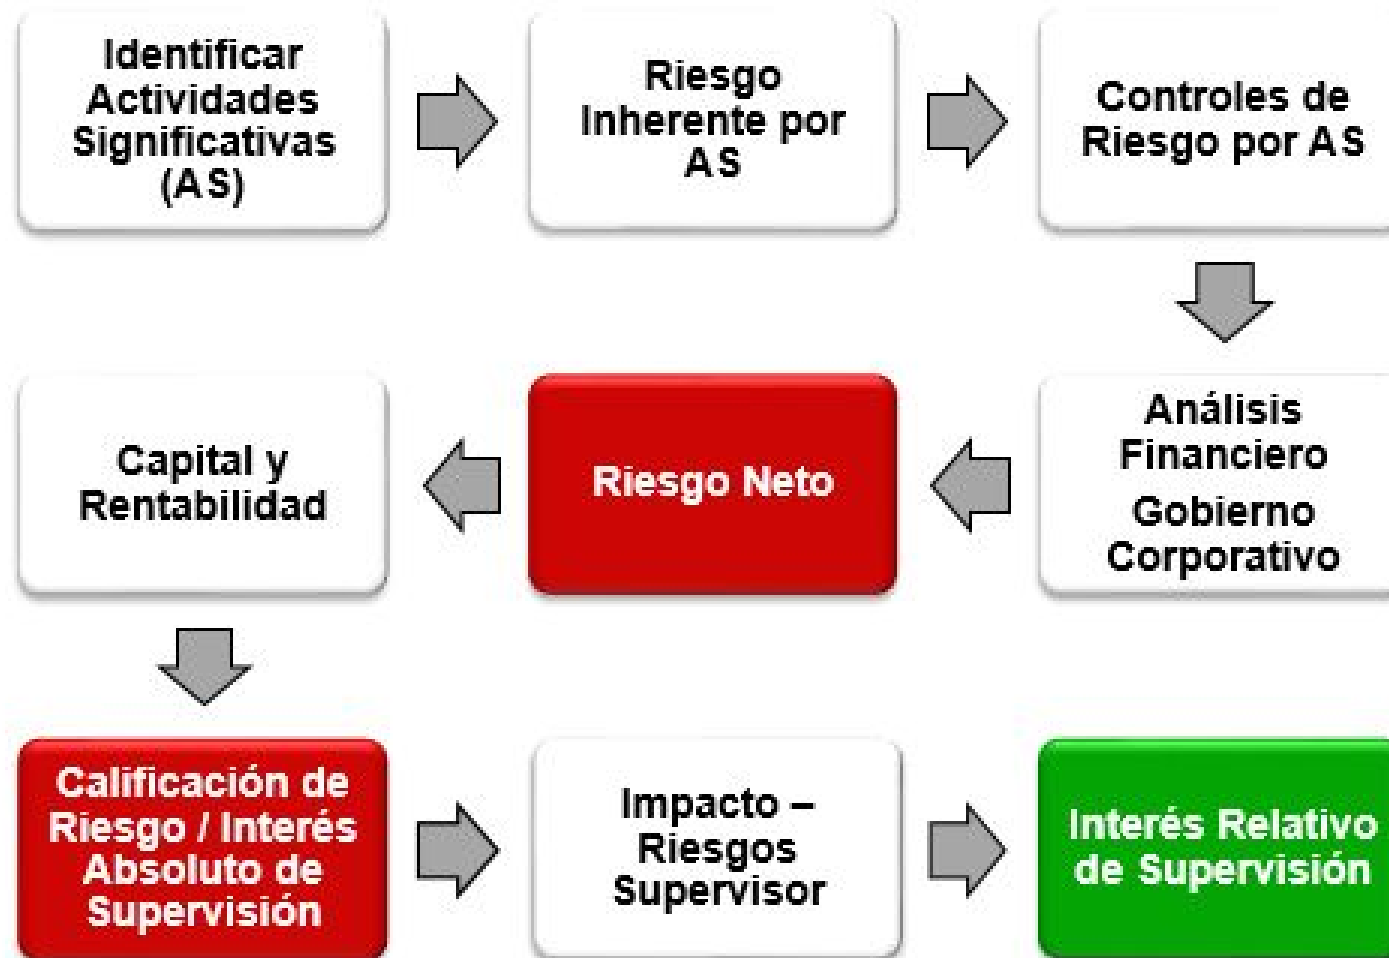 Identificar
Actividades
Significativas
(AS)
Riesgo
Inherente por
AS
Controles de
Riesgo por AS
Análisis
Financiero
Gobierno
Corporativo
Riesgo Neto
Capital y
Rentabilidad
Calificación de
Riesgo / Interés
Absoluto de
Supervisión
Impacto –
Riesgos
Supervisor
Interés Relativo
de Supervisión